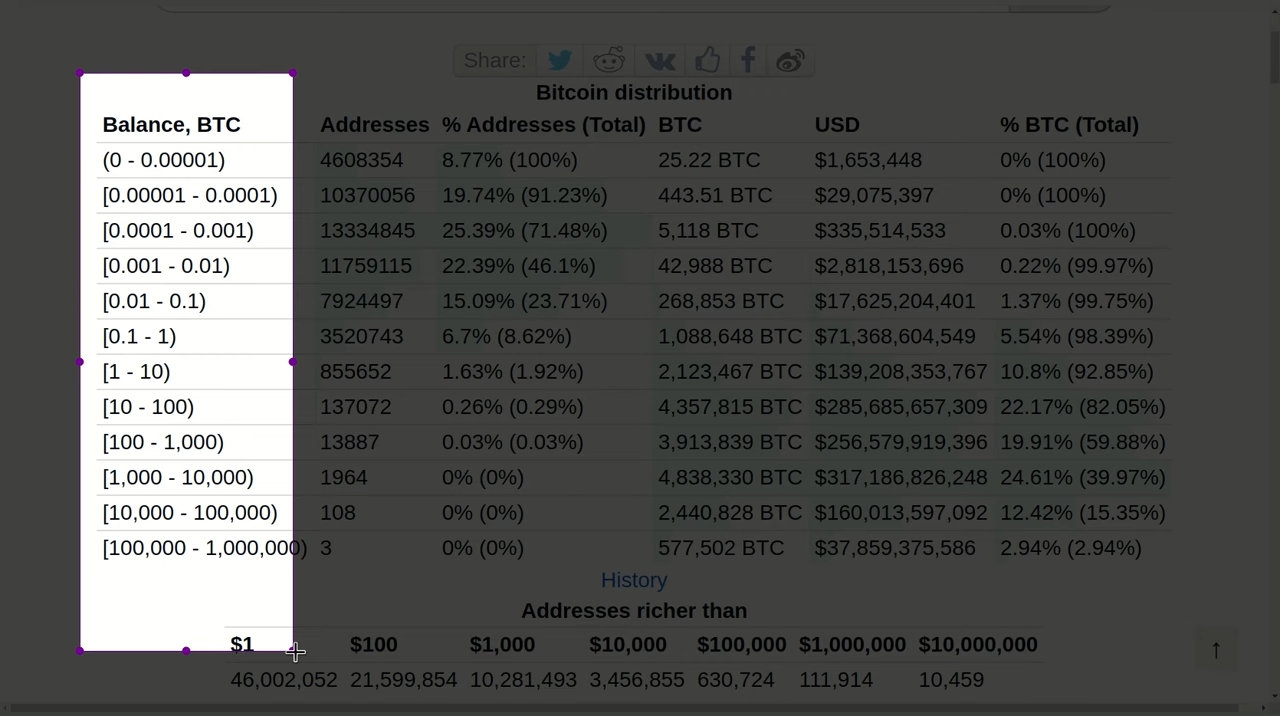 Share:
Bitcoin distribution
Balance, BTC Addresses % Addresses (Total) BTC USD % BTC (Total)
(0 - 0.00001) 4608354 8.77% (100%) 25.22 BTC $1,653,448 0% (100%)
[0.00001 - 0.0001) 10370056 19.74% (91.23%) 443.51 BTC $29,075,397 0% (100%)
[0.0001 - 0.001) 13334845 25.39% (71.48%) 5,118 BTC $335,514,533 0.03% (100%)
[0.001 - 0.01) 11759115 22.39% (46.1%) 42,988 BTC $2,818,153,696 0.22% (99.97%)
[0.01 - 0.1) 7924497 15.09% (23.71%) 268,853 BTC $17,625,204,401 1.37% (99.75%)
[0.1 - 1) 3520743 6.7% (8.62%) 1,088,648 BTC $71,368,604,549 5.54% (98.39%)
[1 - 10) 855652 1.63% (1.92%) 2,123,467 BTC $139,208,353,767 10.8% (92.85%)
[10 - 100) 137072 0.26% (0.29%) 4,357,815 BTC $285,685,657,309 22.17% (82.05%)
[100 - 1,000) 13887 0.03% (0.03%) 3,913,839 BTC $256,579,919,396 19.91% (59.88%)
[1,000 - 10,000) 1964 0% (0%) 4,838,330 BTC $317,186,826,248 24.61% (39.97%)
[10,000 - 100,000) 108 0% (0%) 2,440,828 BTC $160,013,597,092 12.42% (15.35%)
[100,000 - 1,000,000) 3 0% (0%) 577,502 BTC $37,859,375,586 2.94% (2.94%)
History
Addresses richer than
$1 $100 $1,000 $10,000 $100,000 $1,000,000 $10,000,000
46,002,052 21,599,854 10,281,493 3,456,855 630,724 111,914 10,459